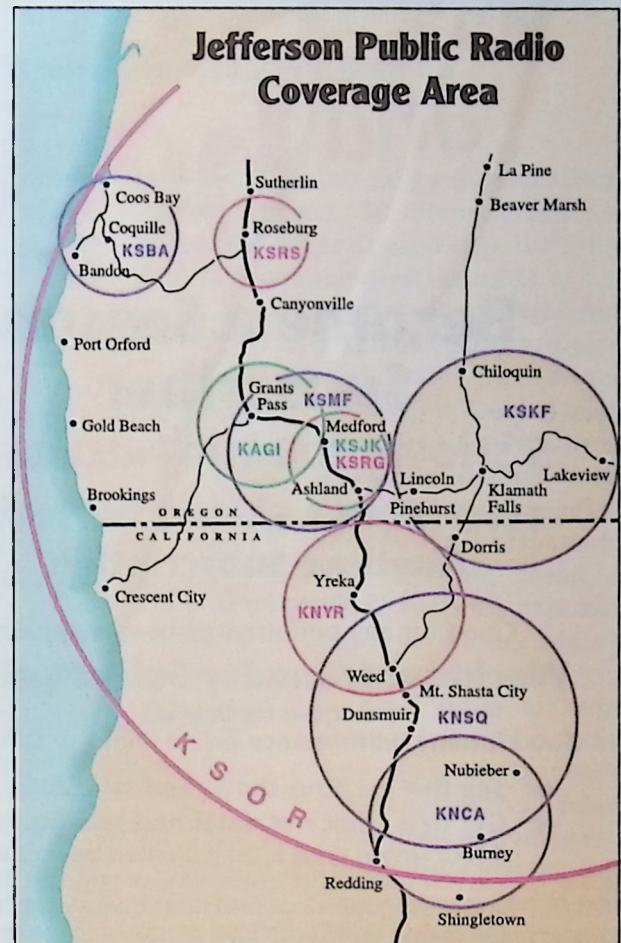 Jefferson Public Radio
Coverage Area
La Pine
Sutherlin
Coos Bay
Beaver Marsh
Roseburg
Coquille
KSBA
KSRS
Bandon
Canyonville
Port Orford
Chiloquin
Grants
Pass
KSMF
KSKF
Gold Beach
Medford
KAGI
KSJK
KSRG
Lakeview
Ashland
Lincoln
Klamath
Falls
Brookings
Pinehurst
OREGON
CALIFORNIA
Dorris
Yreka
Crescent City
KNYR
Weed
Mt. Shasta City
Dunsmuir
KNSQ
KSOR
Nubieber
KNCA
Burney
Redding
Shingletown